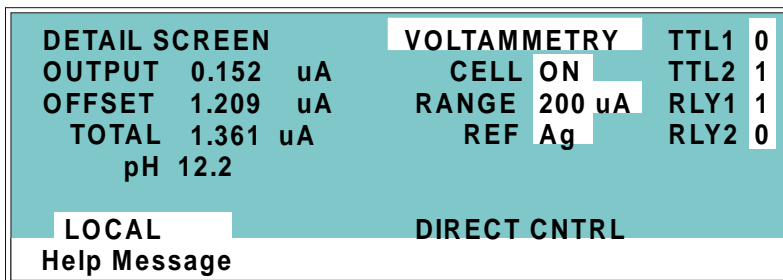 DETAIL SCREEN VOLTAMMETRY TTL1 0
OUTPUT 0.152 uA CELL ON TTL2 1
OFFSET 1.209 uA RANGE 200 uA RLY1 1
TOTAL 1.361 uA REF Ag RLY2 0
pH 12.2
LOCAL DIRECT CNTRL
Help Message